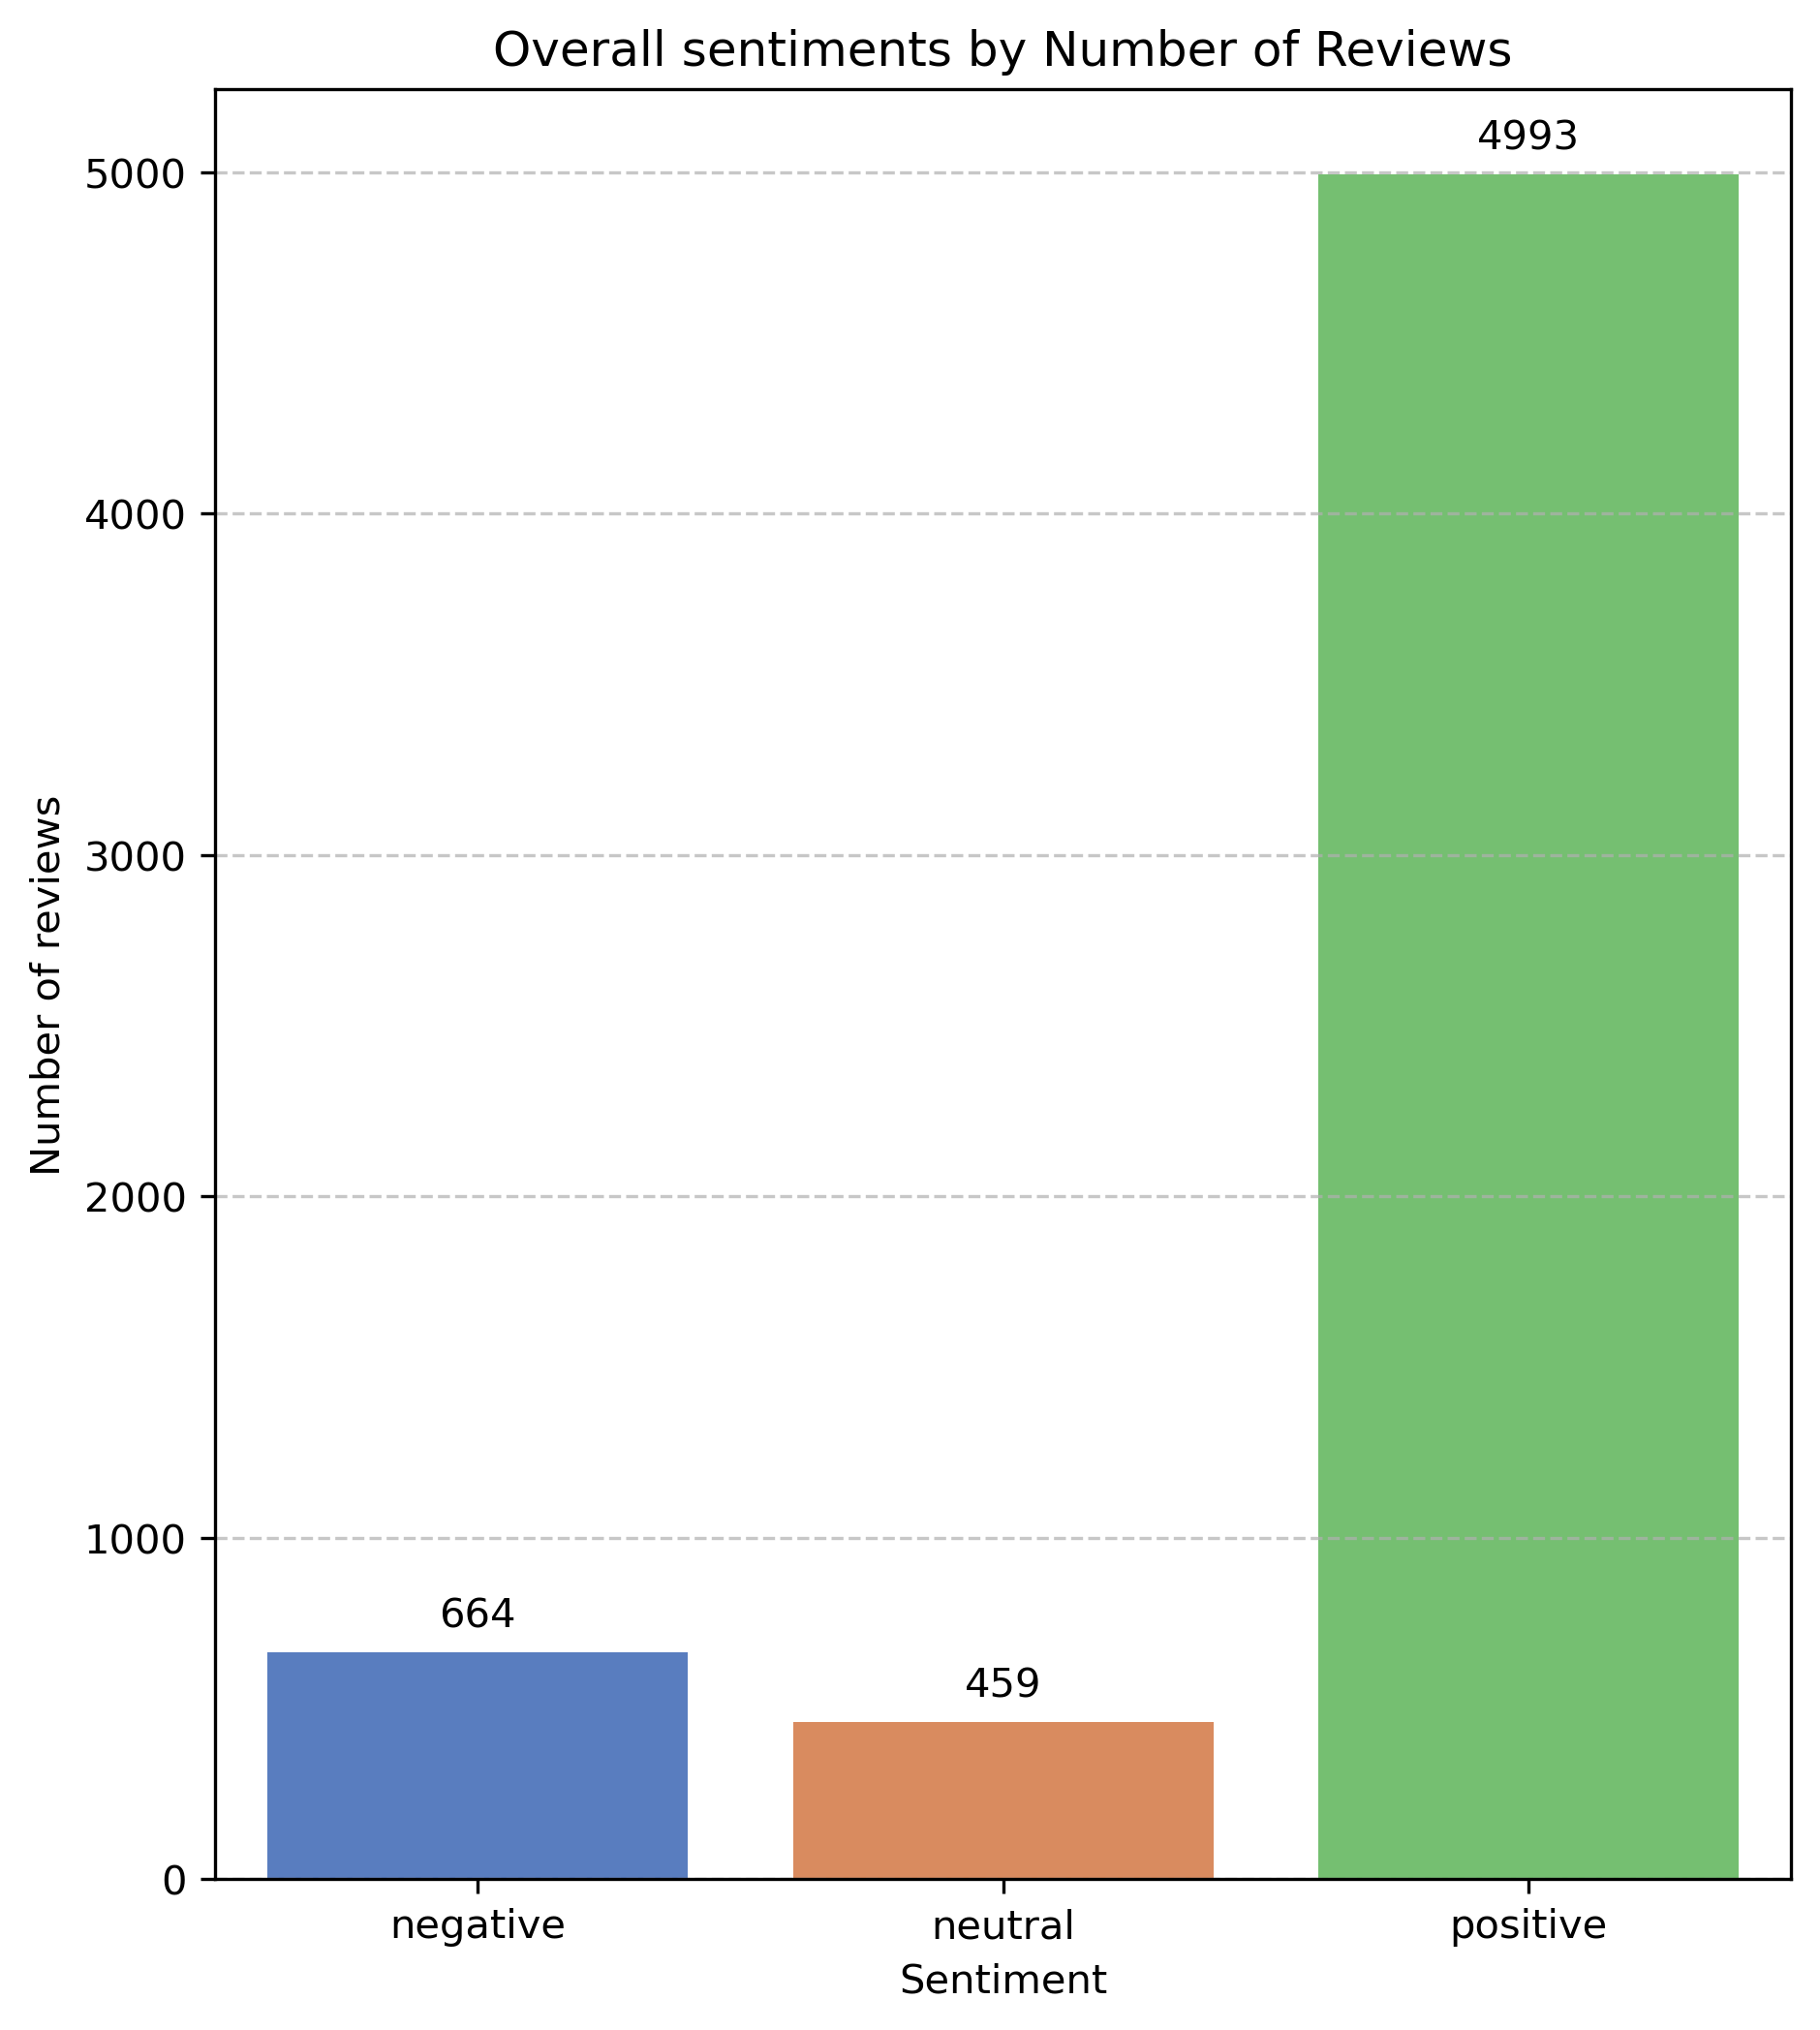 Overall sentiments by Number of Reviews
4993
5000
4000
3000
2000
1000
0
Number of reviews
664
459
negative
neutral
positive
Sentiment